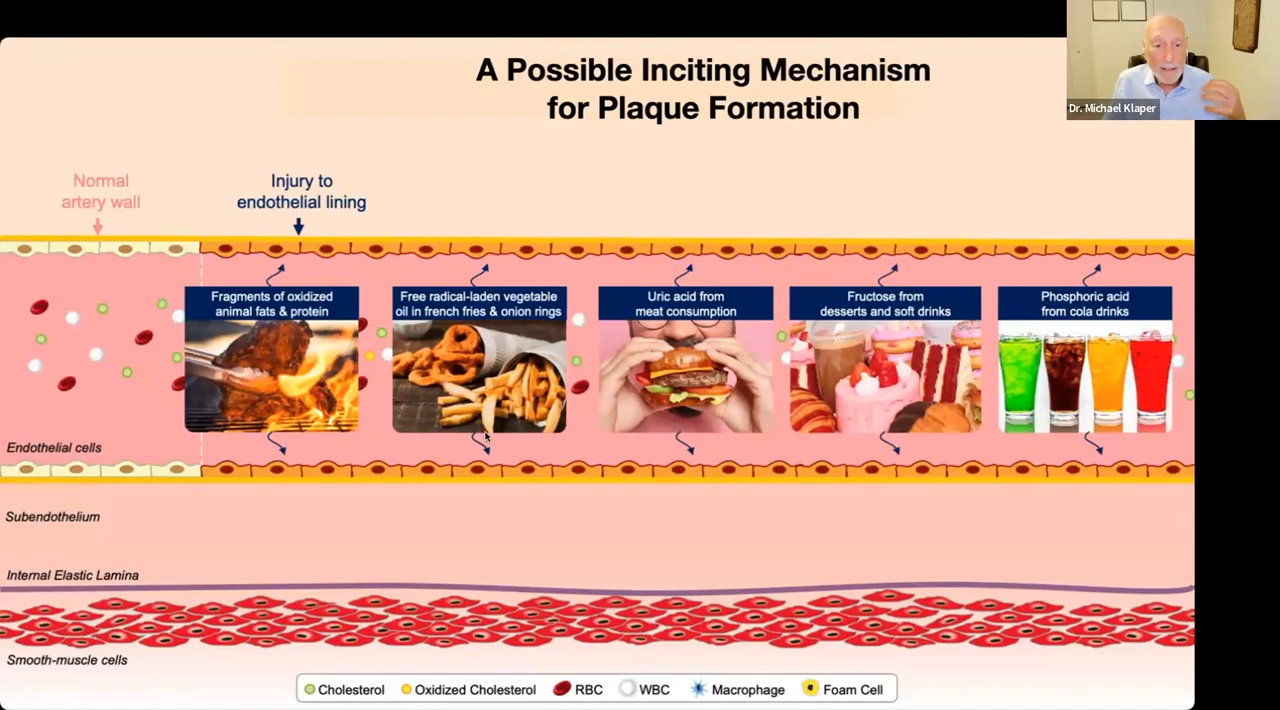 A Possible Inciting Mechanism
for Plaque Formation
Dr. Michael Klaper
Normal
artery wall
Injury to
endothelial lining
Fragments of oxidized
animal fats & protein
Free radical-laden vegetable
oil in french fries & onion rings
Uric acid from
meat consumption
Fructose from
desserts and soft drinks
Phosphoric acid
from cola drinks
Endothelial cells
Subendothelium
Internal Elastic Lamina
Smooth-muscle cells
Cholesterol
Oxidized Cholesterol
RBC
WBC
Macrophage
Foam Cell